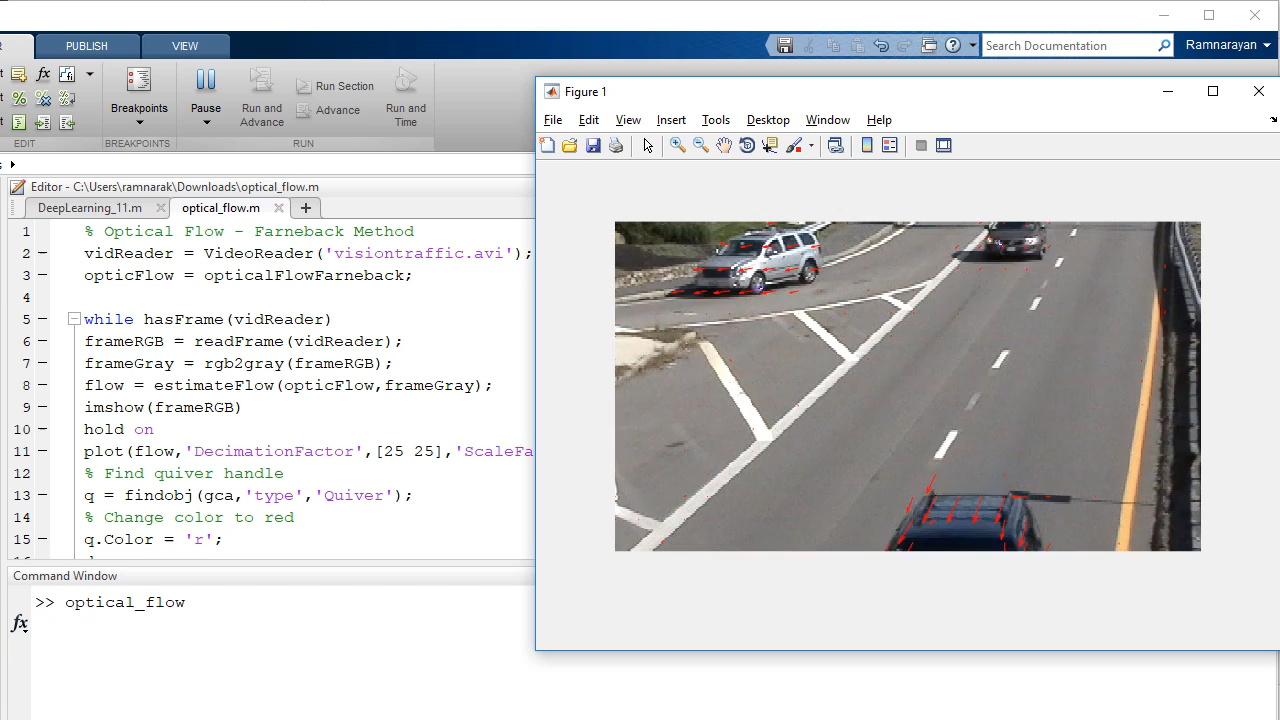 PUBLISH VIEW
Search Documentation Ramnarayan
Breakpoints Pause Run and Advance Run Section Advance Run and Time
EDIT BREAKPOINTS RUN
Editor - C:\Users\ramnarak\Downloads\optical_flow.m
DeepLearning_11.m optical_flow.m
1 % Optical Flow - Farneback Method
2 vidReader = VideoReader('visiontraffic.avi');
3 opticFlow = opticalFlowFarneback;
4
5 while hasFrame(vidReader)
6 frameRGB = readFrame(vidReader);
7 frameGray = rgb2gray(frameRGB);
8 flow = estimateFlow(opticFlow,frameGray);
9 imshow(frameRGB)
10 hold on
11 plot(flow,'DecimationFactor',[25 25],'ScaleFa
12 % Find quiver handle
13 q = findobj(gca,'type','Quiver');
14 % Change color to red
15 q.Color = 'r';
Command Window
>> optical_flow
fx
Figure 1
File Edit View Insert Tools Desktop Window Help